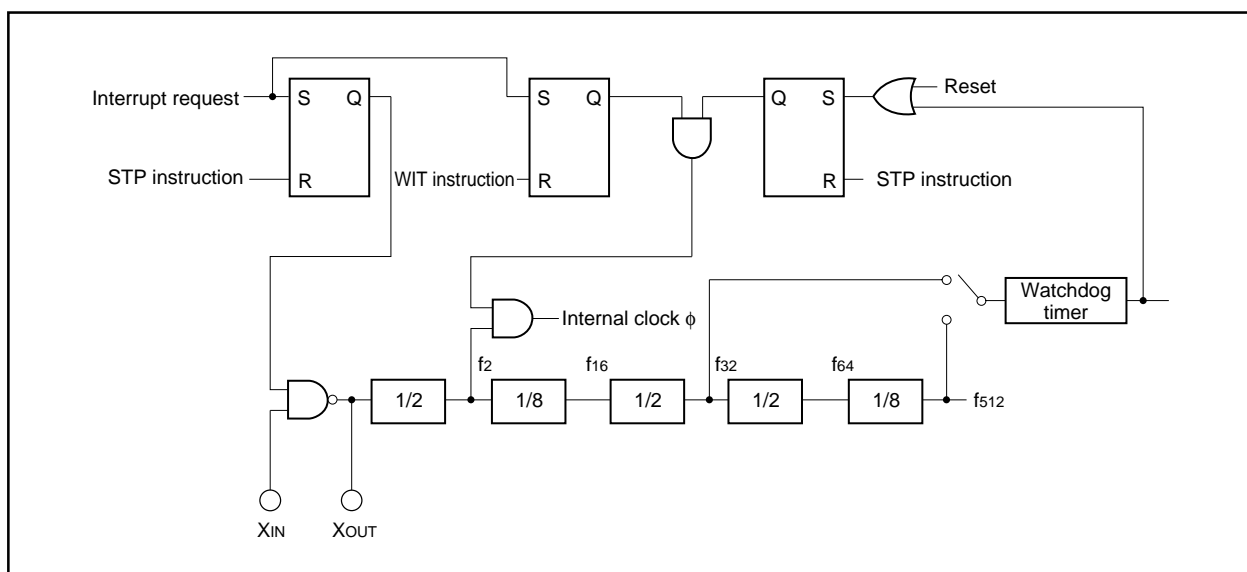 Interrupt request
S Q
S Q
Q S
Reset
STP instruction
R
WIT instruction
R
R
STP instruction
Watchdog
timer
Internal clock ϕ
f2
f16
f32
f64
1/2
1/8
1/2
1/2
1/8
f512
XIN
XOUT